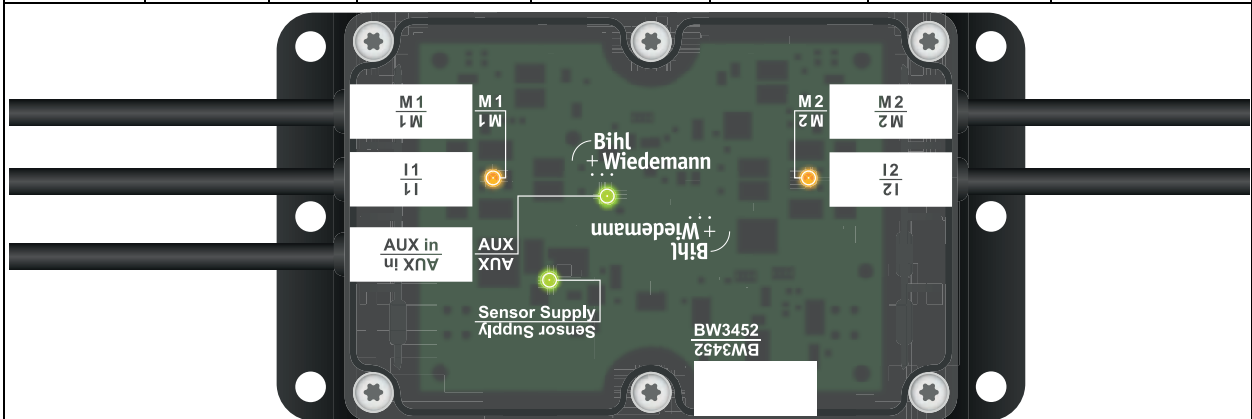 M1
M1
M1
M1
M2
M2
M2
M2
Bihl
+ Wiedemann
I1
I1
I2
I2
Bihl
+ Wiedemann
AUX in
AUX in
AUX
AUX
Sensor Supply
Sensor Supply
BW3452
BW3452